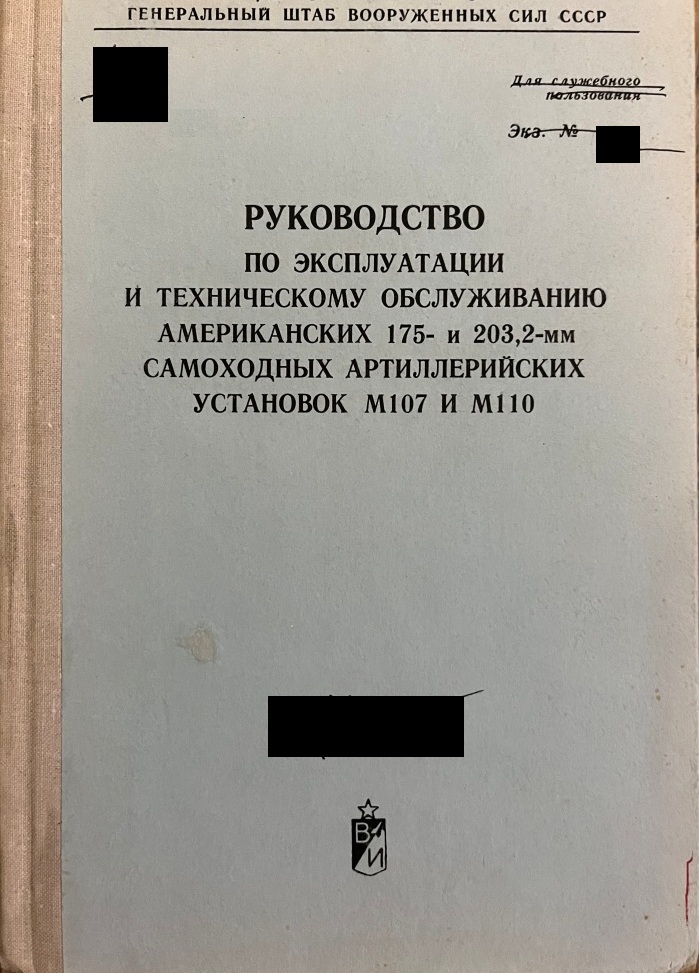 ГЕНЕРАЛЬНЫЙ ШТАБ ВООРУЖЕННЫХ СИЛ СССР
Для служебного
пользования
Экз. №
РУКОВОДСТВО
ПО ЭКСПЛУАТАЦИИ
И ТЕХНИЧЕСКОМУ ОБСЛУЖИВАНИЮ
АМЕРИКАНСКИХ 175- и 203,2-мм
САМОХОДНЫХ АРТИЛЛЕРИЙСКИХ
УСТАНОВОК М107 И М110
В
И